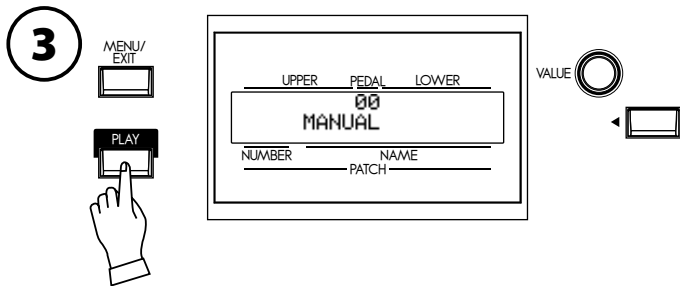 3
MENU/
EXIT
PLAY
UPPER PEDAL LOWER
00
MANUAL
NUMBER NAME
PATCH
VALUE